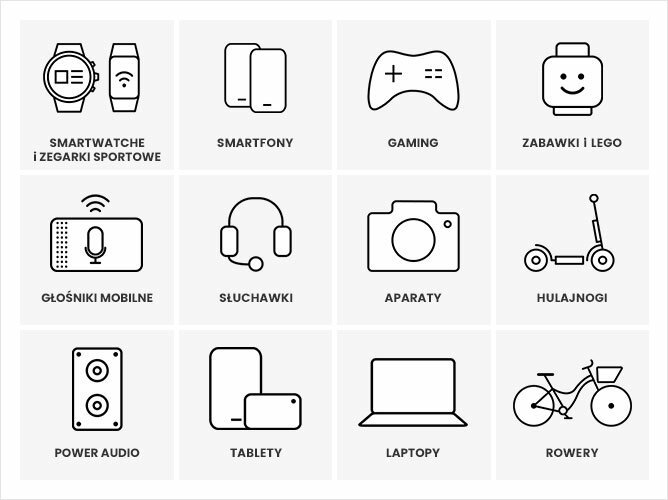 SMARTWATCHE
i ZEGARKI SPORTOWE
SMARTFONY
GAMING
ZABAWKI i LEGO
GŁOŚNIKI MOBILNE
SŁUCHAWKI
APARATY
HULAJNOGI
POWER AUDIO
TABLETY
LAPTOPY
ROWERY